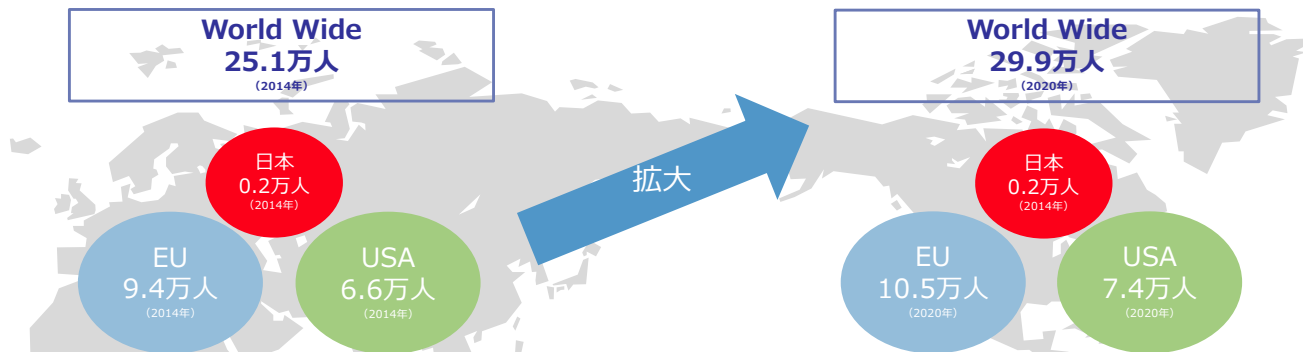 World Wide
25.1万人
（2014年）
World Wide
29.9万人
（2020年）
日本
0.2万人
（2014年）
EU
9.4万人
（2014年）
USA
6.6万人
（2014年）
拡大
日本
0.2万人
（2014年）
EU
10.5万人
（2020年）
USA
7.4万人
（2020年）